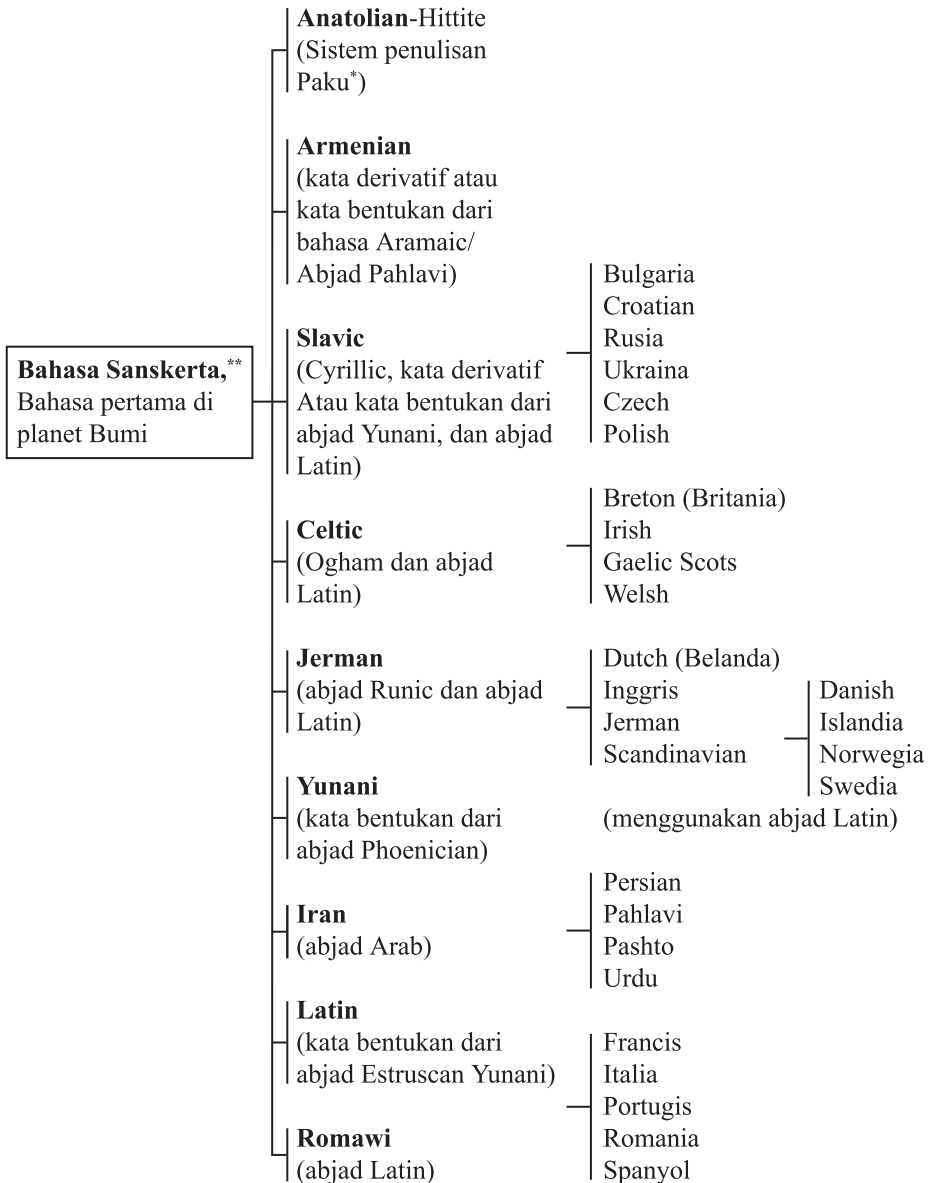 Anatolian-Hittite
(Sistem penulisan
Paku*)
Armenian
(kata derivatif atau
kata bentukan dari
bahasa Aramaic/
Abjad Pahlavi)
Bahasa Sanskerta,**
Bahasa pertama di
planet Bumi
Slavic
(Cyrillic, kata derivatif
Atau kata bentukan dari
abjad Yunani, dan abjad
Latin)
Bulgaria
Croatian
Rusia
Ukraina
Czech
Polish
Celtic
(Ogham dan abjad
Latin)
Breton (Britania)
Irish
Gaelic Scots
Welsh
Jerman
(abjad Runic dan abjad
Latin)
Dutch (Belanda)
Inggris
Jerman
Scandinavian
Danish
Islandia
Norwegia
Swedia
(menggunakan abjad Latin)
Yunani
(kata bentukan dari
abjad Phoenician)
Iran
(abjad Arab)
Persian
Pahlavi
Pashto
Urdu
Latin
(kata bentukan dari
abjad Estruscan Yunani)
Romawi
(abjad Latin)
Francis
Italia
Portugis
Romania
Spanyol